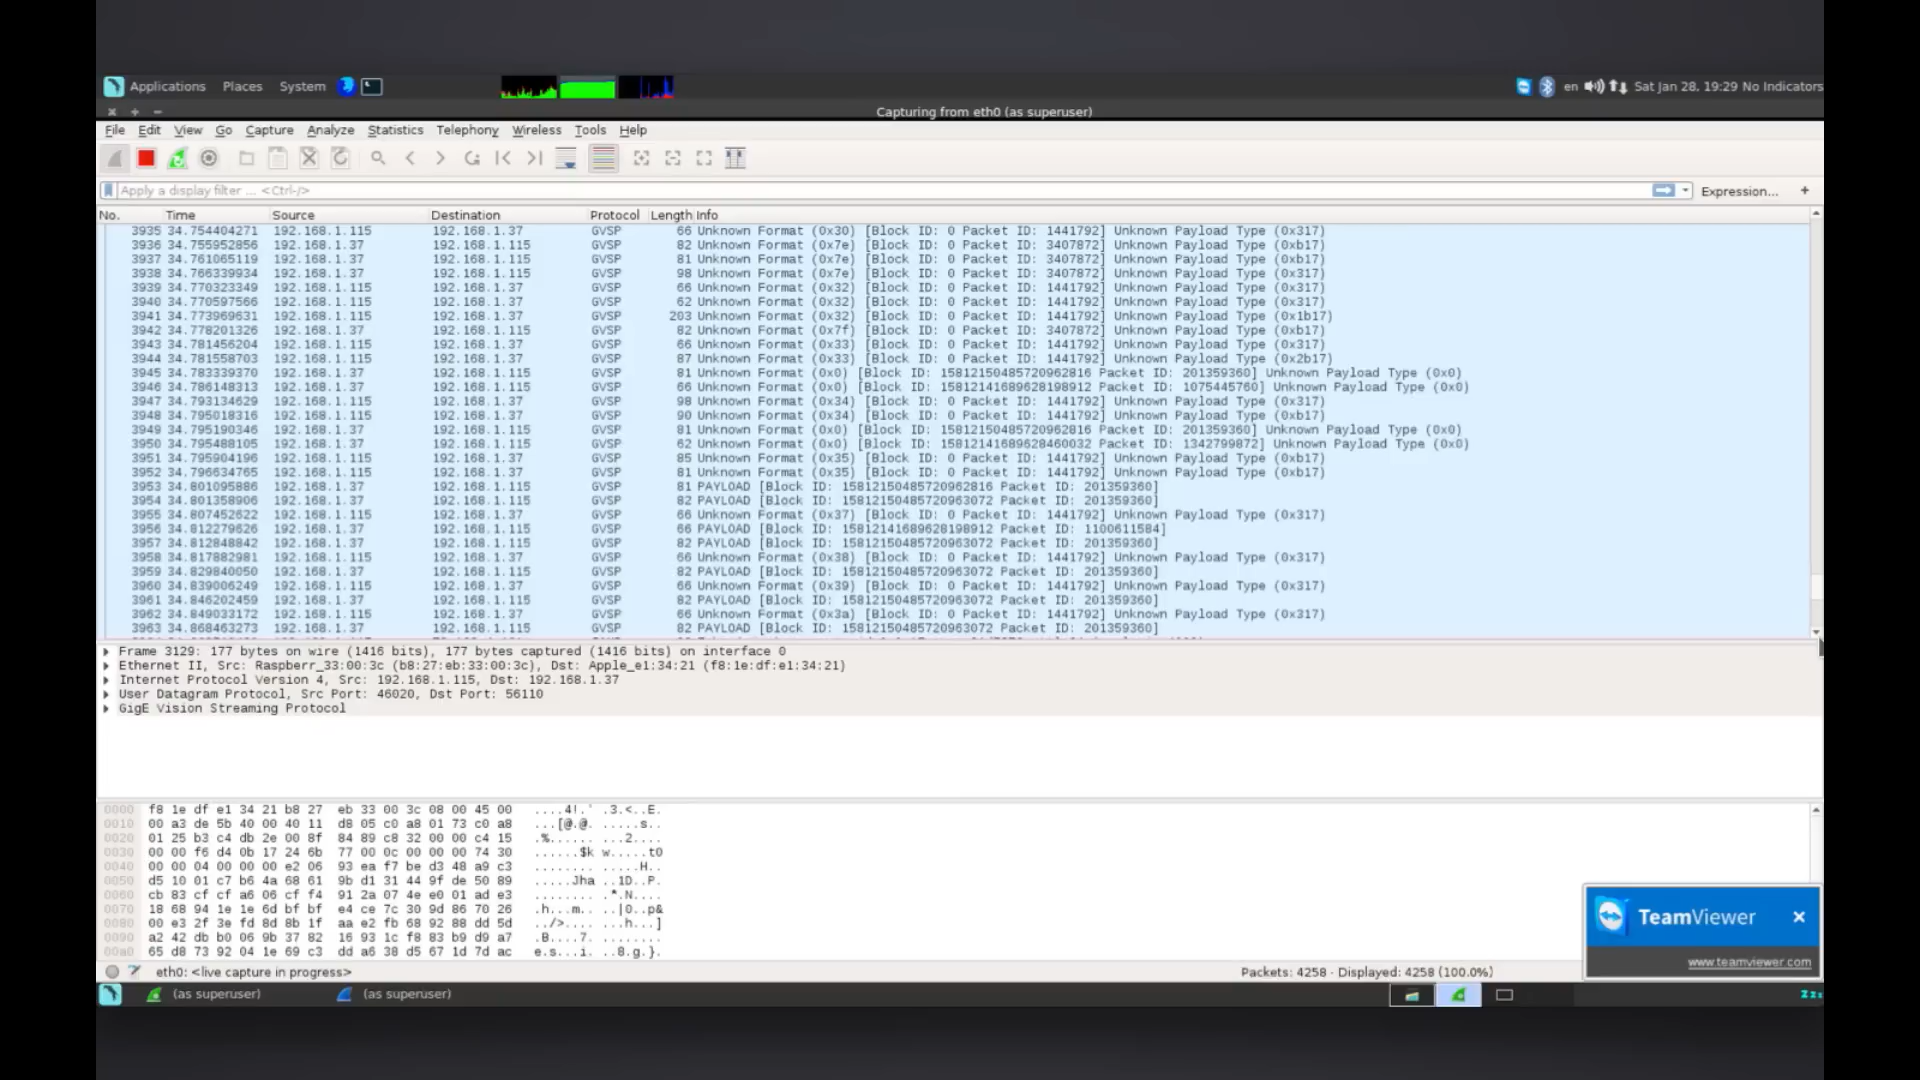 Applications Places System en Sat Jan 28, 19:29 No Indicators
Capturing from eth0 (as superuser)
File Edit View Go Capture Analyze Statistics Telephony Wireless Tools Help
Apply a display filter ... <Ctrl-/> Expression... +
No. Time Source Destination Protocol Length Info
3935 34.754404271 192.168.1.115 192.168.1.37 GVSP 66 Unknown Format (0x30) [Block ID: 0 Packet ID: 1441792] Unknown Payload Type (0x317)
3936 34.755952856 192.168.1.37 192.168.1.115 GVSP 82 Unknown Format (0x7e) [Block ID: 0 Packet ID: 3407872] Unknown Payload Type (0xb17)
3937 34.761065119 192.168.1.37 192.168.1.115 GVSP 81 Unknown Format (0x7e) [Block ID: 0 Packet ID: 3407872] Unknown Payload Type (0xb17)
3938 34.766339934 192.168.1.37 192.168.1.115 GVSP 98 Unknown Format (0x7e) [Block ID: 0 Packet ID: 3407872] Unknown Payload Type (0x317)
3939 34.770323349 192.168.1.115 192.168.1.37 GVSP 66 Unknown Format (0x32) [Block ID: 0 Packet ID: 1441792] Unknown Payload Type (0x317)
3940 34.770597566 192.168.1.115 192.168.1.37 GVSP 62 Unknown Format (0x32) [Block ID: 0 Packet ID: 1441792] Unknown Payload Type (0x317)
3941 34.773969631 192.168.1.115 192.168.1.37 GVSP 203 Unknown Format (0x32) [Block ID: 0 Packet ID: 1441792] Unknown Payload Type (0x1b17)
3942 34.778201326 192.168.1.37 192.168.1.115 GVSP 82 Unknown Format (0x7f) [Block ID: 0 Packet ID: 3407872] Unknown Payload Type (0xb17)
3943 34.781456204 192.168.1.115 192.168.1.37 GVSP 66 Unknown Format (0x33) [Block ID: 0 Packet ID: 1441792] Unknown Payload Type (0x317)
3944 34.781558703 192.168.1.115 192.168.1.37 GVSP 87 Unknown Format (0x33) [Block ID: 0 Packet ID: 1441792] Unknown Payload Type (0x2b17)
3945 34.783339370 192.168.1.37 192.168.1.115 GVSP 81 Unknown Format (0x0) [Block ID: 15812150485720962816 Packet ID: 201359360] Unknown Payload Type (0x0)
3946 34.786148313 192.168.1.37 192.168.1.115 GVSP 66 Unknown Format (0x0) [Block ID: 15812141689628198912 Packet ID: 1075445760] Unknown Payload Type (0x0)
3947 34.793134629 192.168.1.115 192.168.1.37 GVSP 98 Unknown Format (0x34) [Block ID: 0 Packet ID: 1441792] Unknown Payload Type (0x317)
3948 34.795018316 192.168.1.115 192.168.1.37 GVSP 90 Unknown Format (0x34) [Block ID: 0 Packet ID: 1441792] Unknown Payload Type (0xb17)
3949 34.795190346 192.168.1.37 192.168.1.115 GVSP 81 Unknown Format (0x0) [Block ID: 15812150485720962816 Packet ID: 201359360] Unknown Payload Type (0x0)
3950 34.795488105 192.168.1.37 192.168.1.115 GVSP 62 Unknown Format (0x0) [Block ID: 15812141689628460032 Packet ID: 1342799872] Unknown Payload Type (0x0)
3951 34.795904196 192.168.1.115 192.168.1.37 GVSP 85 Unknown Format (0x35) [Block ID: 0 Packet ID: 1441792] Unknown Payload Type (0xb17)
3952 34.796634765 192.168.1.115 192.168.1.37 GVSP 81 Unknown Format (0x35) [Block ID: 0 Packet ID: 1441792] Unknown Payload Type (0xb17)
3953 34.801095886 192.168.1.37 192.168.1.115 GVSP 81 PAYLOAD [Block ID: 15812150485720962816 Packet ID: 201359360]
3954 34.801358906 192.168.1.37 192.168.1.115 GVSP 82 PAYLOAD [Block ID: 15812150485720963072 Packet ID: 201359360]
3955 34.807452622 192.168.1.115 192.168.1.37 GVSP 66 Unknown Format (0x37) [Block ID: 0 Packet ID: 1441792] Unknown Payload Type (0x317)
3956 34.812279626 192.168.1.37 192.168.1.115 GVSP 66 PAYLOAD [Block ID: 15812141689628198912 Packet ID: 1100611584]
3957 34.812848842 192.168.1.37 192.168.1.115 GVSP 82 PAYLOAD [Block ID: 15812150485720963072 Packet ID: 201359360]
3958 34.817882981 192.168.1.115 192.168.1.37 GVSP 66 Unknown Format (0x38) [Block ID: 0 Packet ID: 1441792] Unknown Payload Type (0x317)
3959 34.829840050 192.168.1.37 192.168.1.115 GVSP 82 PAYLOAD [Block ID: 15812150485720963072 Packet ID: 201359360]
3960 34.839006249 192.168.1.115 192.168.1.37 GVSP 66 Unknown Format (0x39) [Block ID: 0 Packet ID: 1441792] Unknown Payload Type (0x317)
3961 34.846202459 192.168.1.37 192.168.1.115 GVSP 82 PAYLOAD [Block ID: 15812150485720963072 Packet ID: 201359360]
3962 34.849033172 192.168.1.115 192.168.1.37 GVSP 66 Unknown Format (0x3a) [Block ID: 0 Packet ID: 1441792] Unknown Payload Type (0x317)
3963 34.868463273 192.168.1.37 192.168.1.115 GVSP 82 PAYLOAD [Block ID: 15812150485720963072 Packet ID: 201359360]
Frame 3129: 177 bytes on wire (1416 bits), 177 bytes captured (1416 bits) on interface 0
Ethernet II, Src: Raspberr_33:00:3c (b8:27:eb:33:00:3c), Dst: Apple_e1:34:21 (f8:1e:df:e1:34:21)
Internet Protocol Version 4, Src: 192.168.1.115, Dst: 192.168.1.37
User Datagram Protocol, Src Port: 46020, Dst Port: 56110
GigE Vision Streaming Protocol
0000 f8 1e df e1 34 21 b8 27 eb 33 00 3c 08 00 45 00 ....4!.' .3.<..E.
0010 00 a3 de 5b 40 00 40 11 d8 05 c0 a8 01 73 c0 a8 ...[@.@. .....s..
0020 01 25 b3 c4 db 2e 00 8f 84 89 c8 32 00 00 c4 15 .%...... ...2....
0030 00 00 f6 d4 0b 17 24 6b 77 00 0c 00 00 00 74 30 ......$k w.....t0
0040 00 00 04 00 00 00 e2 06 93 ea f7 be d3 48 a9 c3 ........ .....H..
0050 d5 10 01 c7 b6 4a 68 61 9b d1 31 44 9f de 50 89 .....Jha ..1D..P.
0060 cb 83 cf cf a6 06 cf f4 91 2a 07 4e e0 01 ad e3 ........ .*.N....
0070 18 68 94 1e 1e 6d bf bf e4 ce 7c 30 9d 86 70 26 .h...m.. ..|0..p&
0080 00 e3 2f 3e fd 8d 8b 1f aa e2 fb 68 92 88 dd 5d ../>.... ...h...]
0090 a2 42 db b0 06 9b 37 82 16 93 1c f8 83 b9 d9 a7 .B....7. ........
00a0 65 d8 73 92 04 1e 69 c3 dd a6 38 d5 67 1d 7d ac e.s...i. ..8.g.}.
TeamViewer
www.teamviewer.com
eth0: <live capture in progress> Packets: 4258 · Displayed: 4258 (100.0%)
(as superuser) (as superuser)